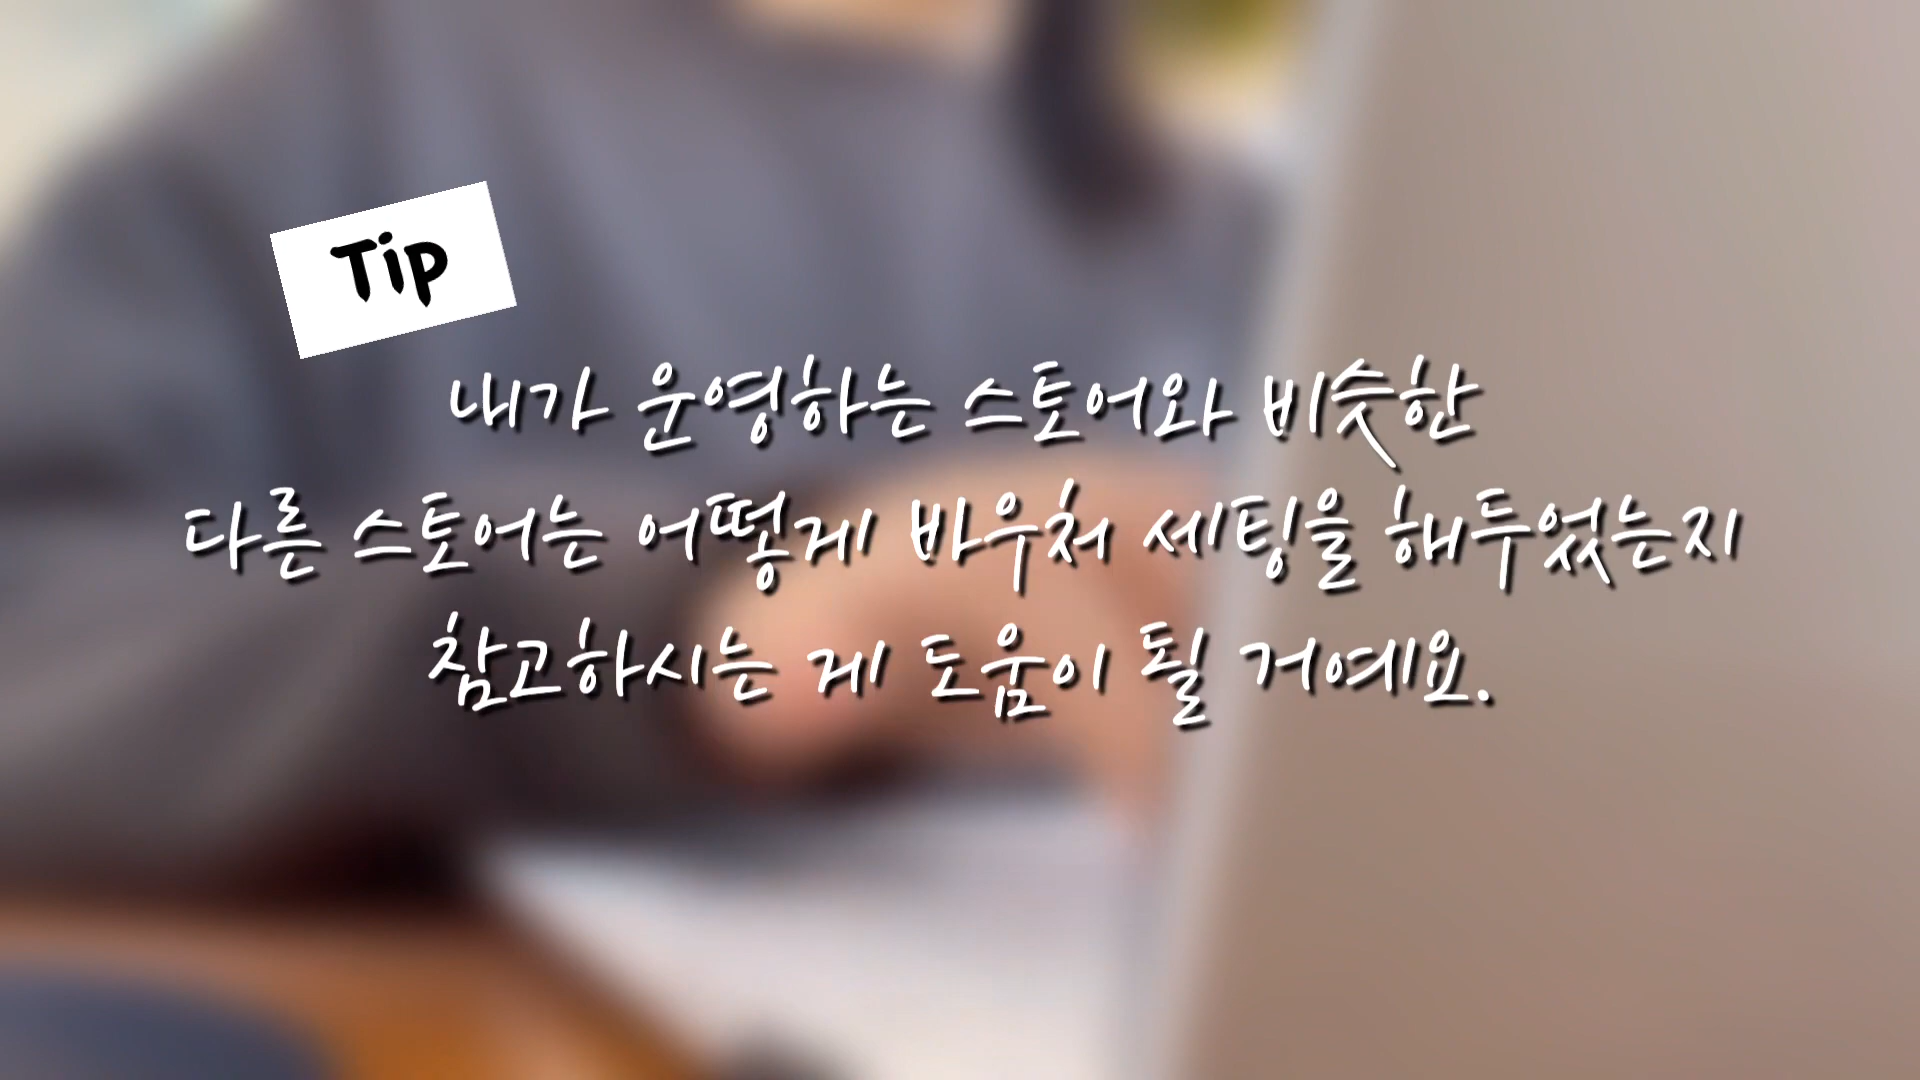 Tip
내가 운영하는 스토어와 비슷한
다른 스토어는 어떻게 바우처 세팅을 해두었는지
참고하시는 게 도움이 될 거예요.